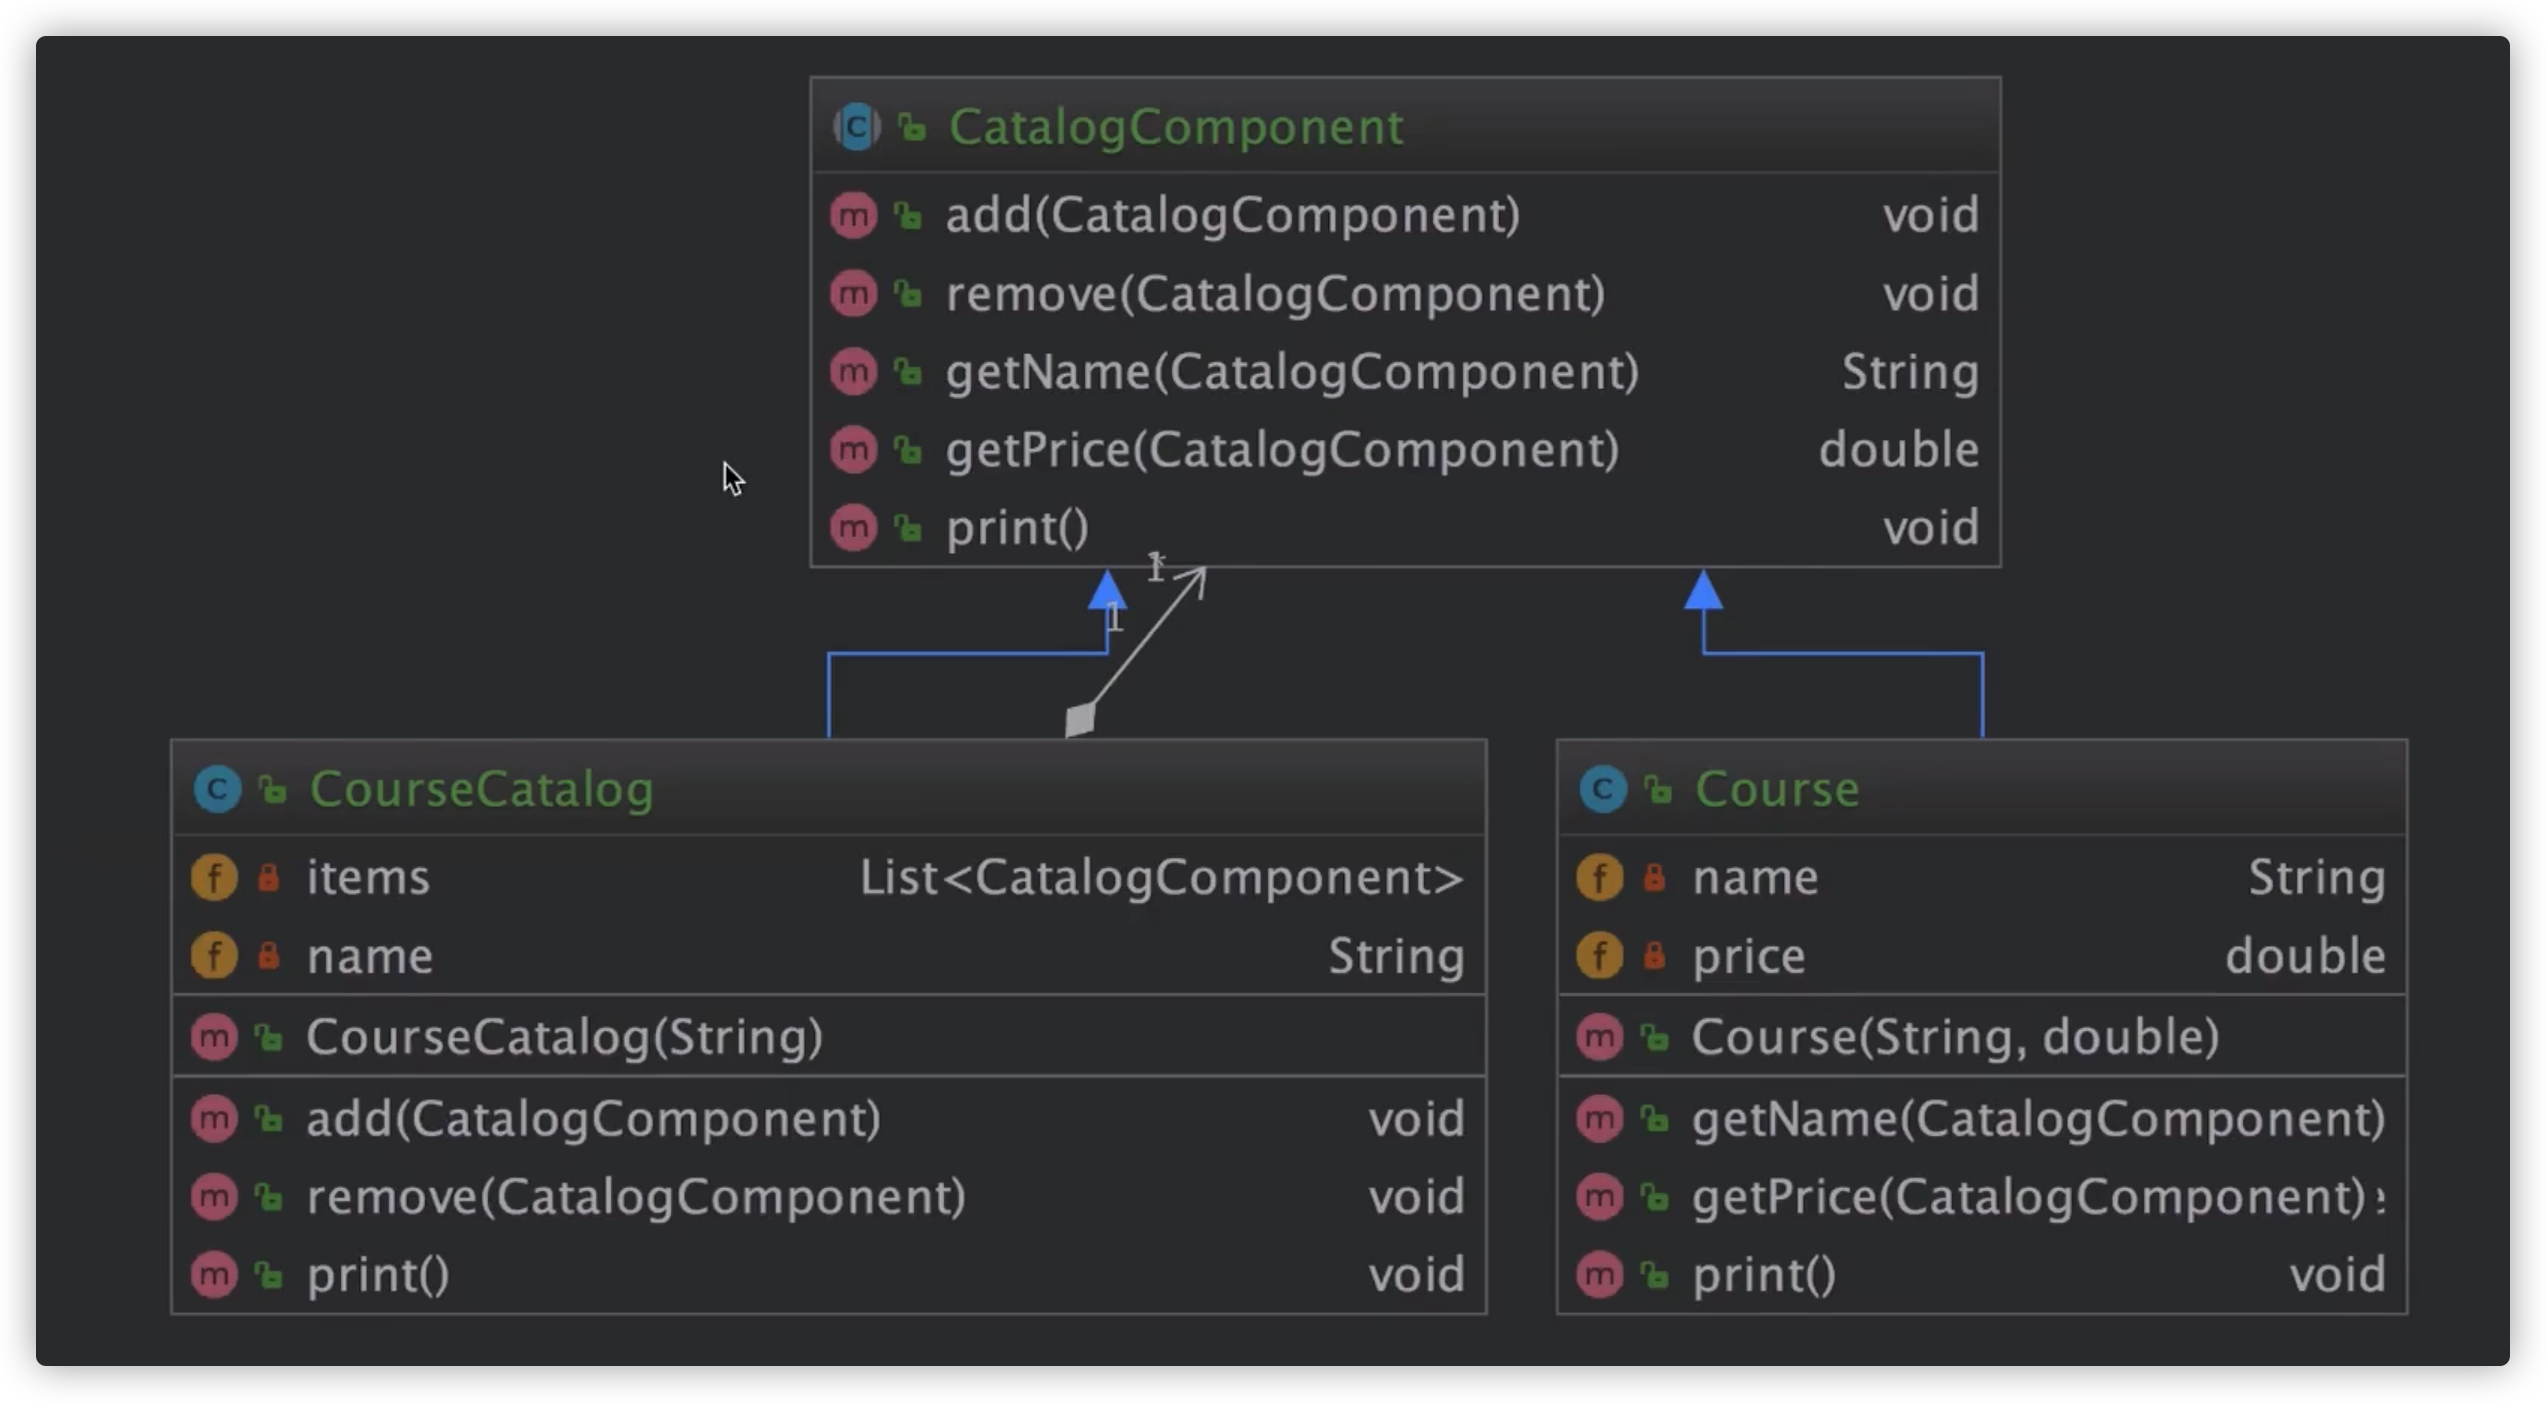 C CatalogComponent
m add(CatalogComponent) void
m remove(CatalogComponent) void
m getName(CatalogComponent) String
m getPrice(CatalogComponent) double
m print() void
1
1
C CourseCatalog
f items List<CatalogComponent>
f name String
m CourseCatalog(String)
m add(CatalogComponent) void
m remove(CatalogComponent) void
m print() void
C Course
f name String
f price double
m Course(String, double)
m getName(CatalogComponent)
m getPrice(CatalogComponent)
m print() void